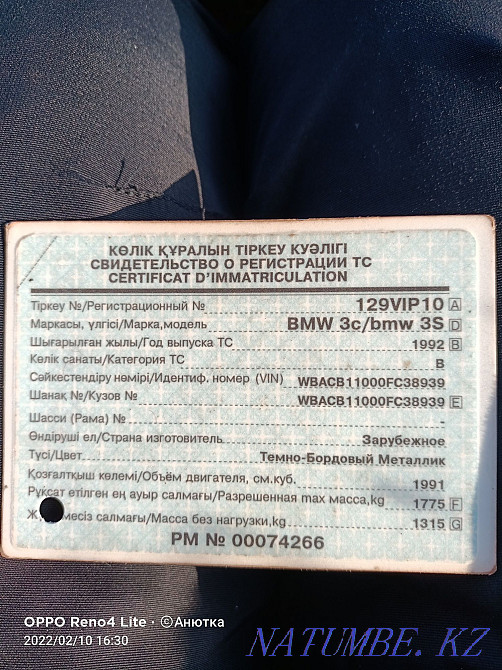 КӨЛІК ҚҰРАЛЫН ТІРКЕУ КУӘЛІГІ
СВИДЕТЕЛЬСТВО О РЕГИСТРАЦИИ ТС
CERTIFICAT D'IMMATRICULATION
Тіркеу №/Регистрационный № 129VIP10 A
Маркасы, үлгісі/Марка,модель BMW 3c/bmw 3S D
Шығарылған жылы/Год выпуска ТС 1992 B
Көлік санаты/Категория ТС B
Сәйкестендіру нөмірі/Идентиф. номер (VIN) WBACB11000FC38939
Шанақ №/Кузов № WBACB11000FC38939 E
Шасси (Рама) № -
Өндіруші ел/Страна изготовитель Зарубежное
Түсі/Цвет Темно-Бордовый Металлик
Қозғалтқыш көлемі/Объём двигателя, см.куб. 1991
Рұқсат етілген ең ауыр салмағы/Разрешенная max масса,kg 1775 F
салмағы/Масса без нагрузки,kg 1315 G
РМ № 00074266
OPPO Reno4 Lite • ©Анютка
2022/02/10 16:30
NATUMBE.KZ